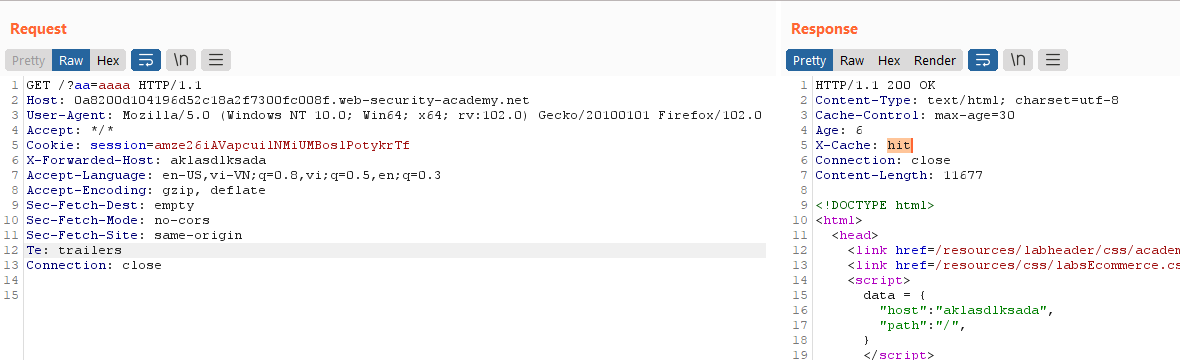 Request
Pretty Raw Hex \n
1 GET /?aa=aaaa HTTP/1.1
2 Host: 0a8200d104196d52c18a2f7300fc008f.web-security-academy.net
3 User-Agent: Mozilla/5.0 (Windows NT 10.0; Win64; x64; rv:102.0) Gecko/20100101 Firefox/102.0
4 Accept: */*
5 Cookie: session=amze26iAVapcuilNMiUMBoslPotykrTf
6 X-Forwarded-Host: aklasdlksada
7 Accept-Language: en-US,vi-VN;q=0.8,vi;q=0.5,en;q=0.3
8 Accept-Encoding: gzip, deflate
9 Sec-Fetch-Dest: empty
10 Sec-Fetch-Mode: no-cors
11 Sec-Fetch-Site: same-origin
12 Te: trailers
13 Connection: close
14
15
Response
Pretty Raw Hex Render \n
1 HTTP/1.1 200 OK
2 Content-Type: text/html; charset=utf-8
3 Cache-Control: max-age=30
4 Age: 6
5 X-Cache: hit
6 Connection: close
7 Content-Length: 11677
8
9 <!DOCTYPE html>
10 <html>
11 <head>
12 <link href=/resources/labheader/css/acade
13 <link href=/resources/css/labsEcommerce.cs
14 <script>
15 data = {
16 "host":"aklasdlksada",
17 "path":"/",
18 }
19 </script>